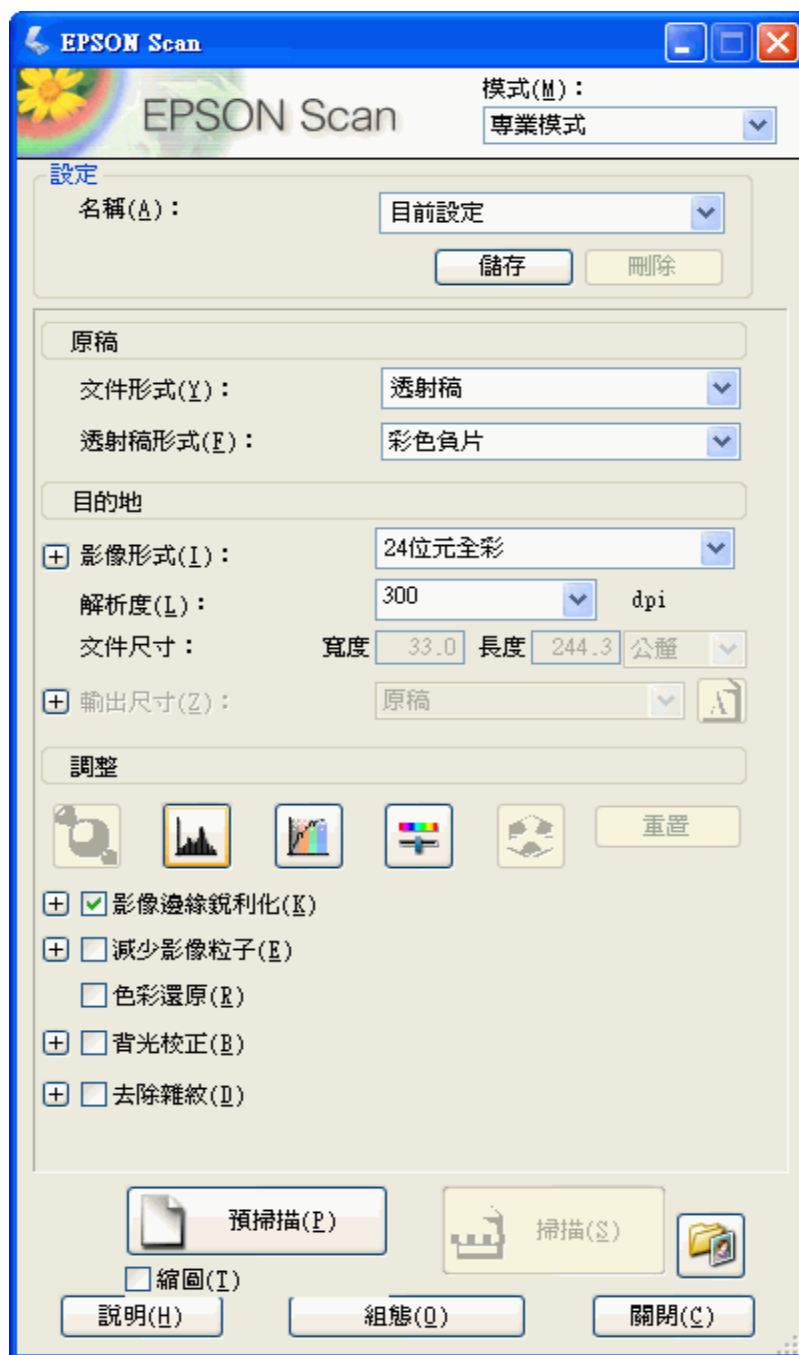 EPSON Scan
EPSON Scan
模式(M)：
專業模式
設定
名稱(A)：
目前設定
儲存
刪除
原稿
文件形式(Y)：
透射稿
透射稿形式(F)：
彩色負片
目的地
影像形式(I)：
24位元全彩
解析度(L)：
300
dpi
文件尺寸：
寬度
33.0
長度
244.3
公釐
輸出尺寸(Z)：
原稿
A
調整
重置
影像邊緣銳利化(K)
減少影像粒子(E)
色彩還原(R)
背光校正(B)
去除雜紋(D)
預掃描(P)
掃描(S)
縮圖(T)
說明(H)
組態(O)
關閉(C)